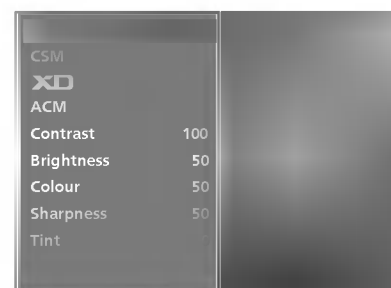 CSM
XD
ACM
Contrast 100
Brightness 50
Colour 50
Sharpness 50
Tint